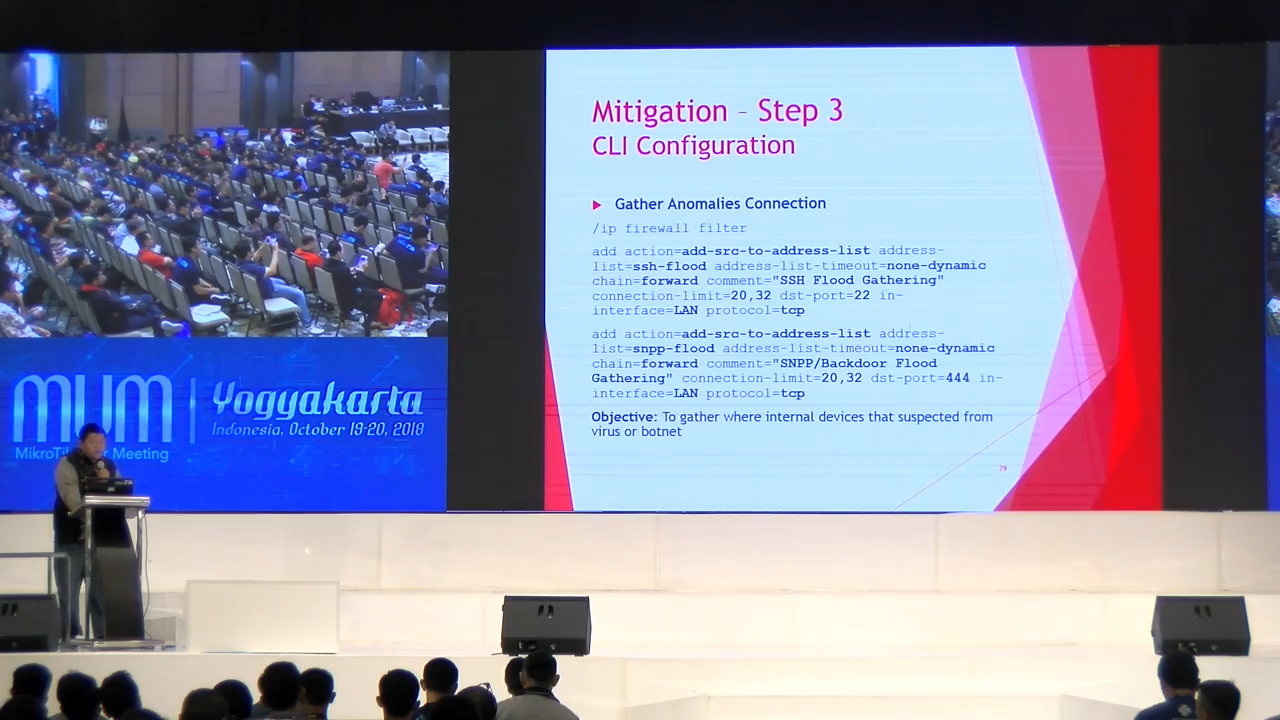 Mitigation – Step 3
CLI Configuration
Gather Anomalies Connection
/ip firewall filter
add action=add-src-to-address-list address-
list=ssh-flood address-list-timeout=none-dynamic
chain=forward comment="SSH Flood Gathering"
connection-limit=20,32 dst-port=22 in-
interface=LAN protocol=tcp
add action=add-src-to-address-list address-
list=snpp-flood address-list-timeout=none-dynamic
chain=forward comment="SNPP/Backdoor Flood
Gathering" connection-limit=20,32 dst-port=444 in-
interface=LAN protocol=tcp
Objective: To gather where internal devices that suspected from
virus or botnet
39
MUM
Yogyakarta
Indonesia, October 19-20, 2018
Meeting